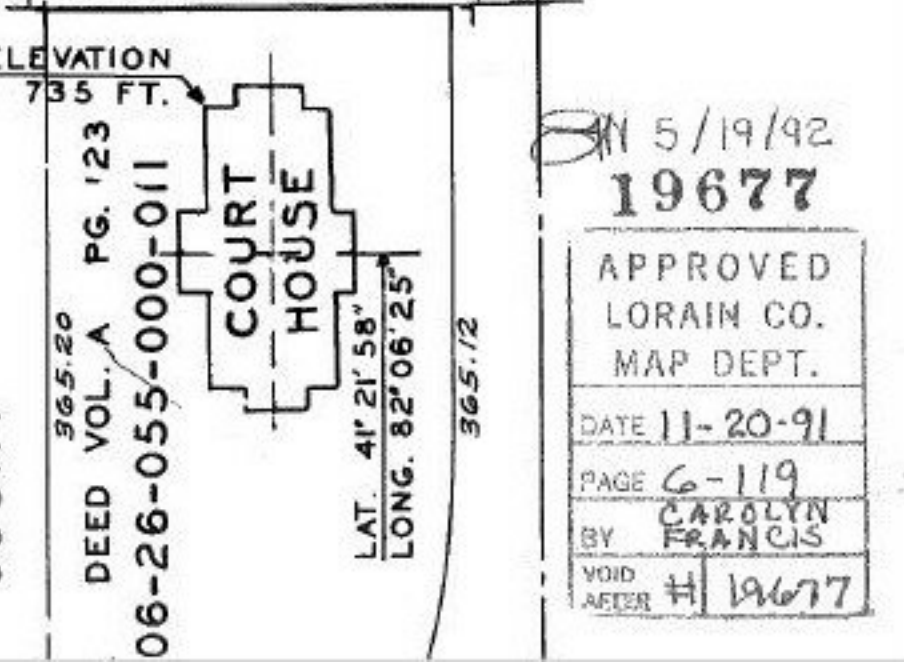 ELEVATION
735 FT.
COURT
HOUSE
365.20
DEED VOL. A PG. 123
06-26-055-000-011
LAT. 41° 21' 58"
LONG. 82° 06' 25"
365.12
5/19/92
19677
APPROVED
LORAIN CO.
MAP DEPT.
DATE 11-20-91
PAGE 6-119
BY CAROLYN
FRANCIS
VOID
AFTER # 19677